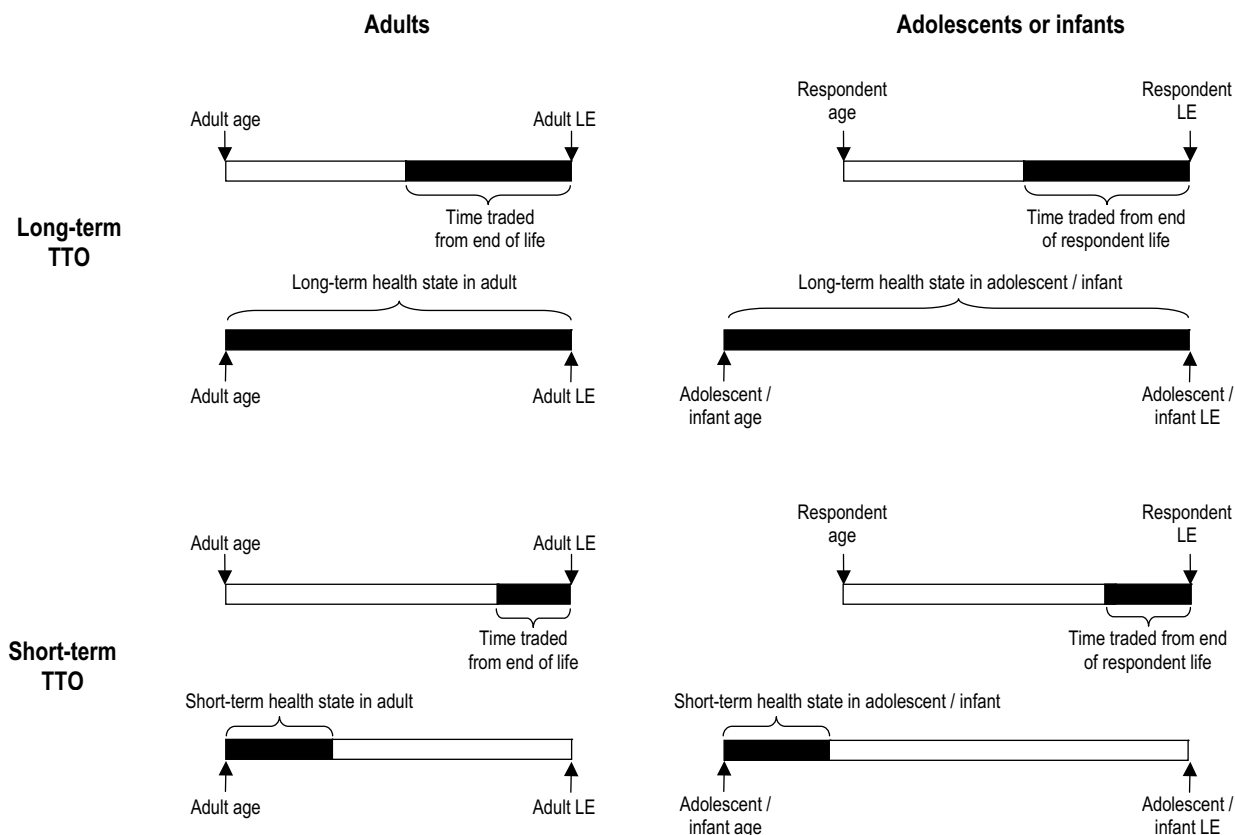 Adults
Adolescents or infants
Long-term
TTO
Adult age
Adult LE
Time traded
from end of life
Long-term health state in adult
Adult age
Adult LE
Respondent
age
Respondent
LE
Time traded from end
of respondent life
Long-term health state in adolescent / infant
Adolescent /
infant age
Adolescent /
infant LE
Short-term
TTO
Adult age
Adult LE
Time traded
from end of life
Short-term health state in adult
Adult age
Adult LE
Respondent
age
Respondent
LE
Time traded from end
of respondent life
Short-term health state in adolescent / infant
Adolescent /
infant age
Adolescent /
infant LE